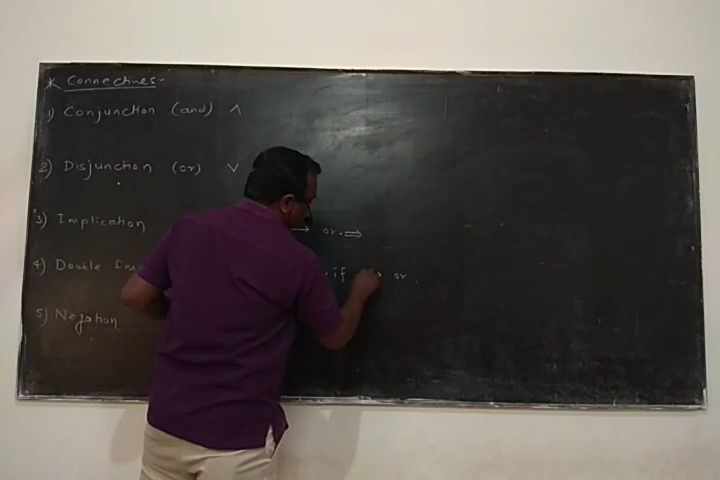 * Connectives.
1) Conjunction (and) ∧
2) Disjunction (or) ∨
3) Implication → or. ⇒
4) Double if or.
5) Negation